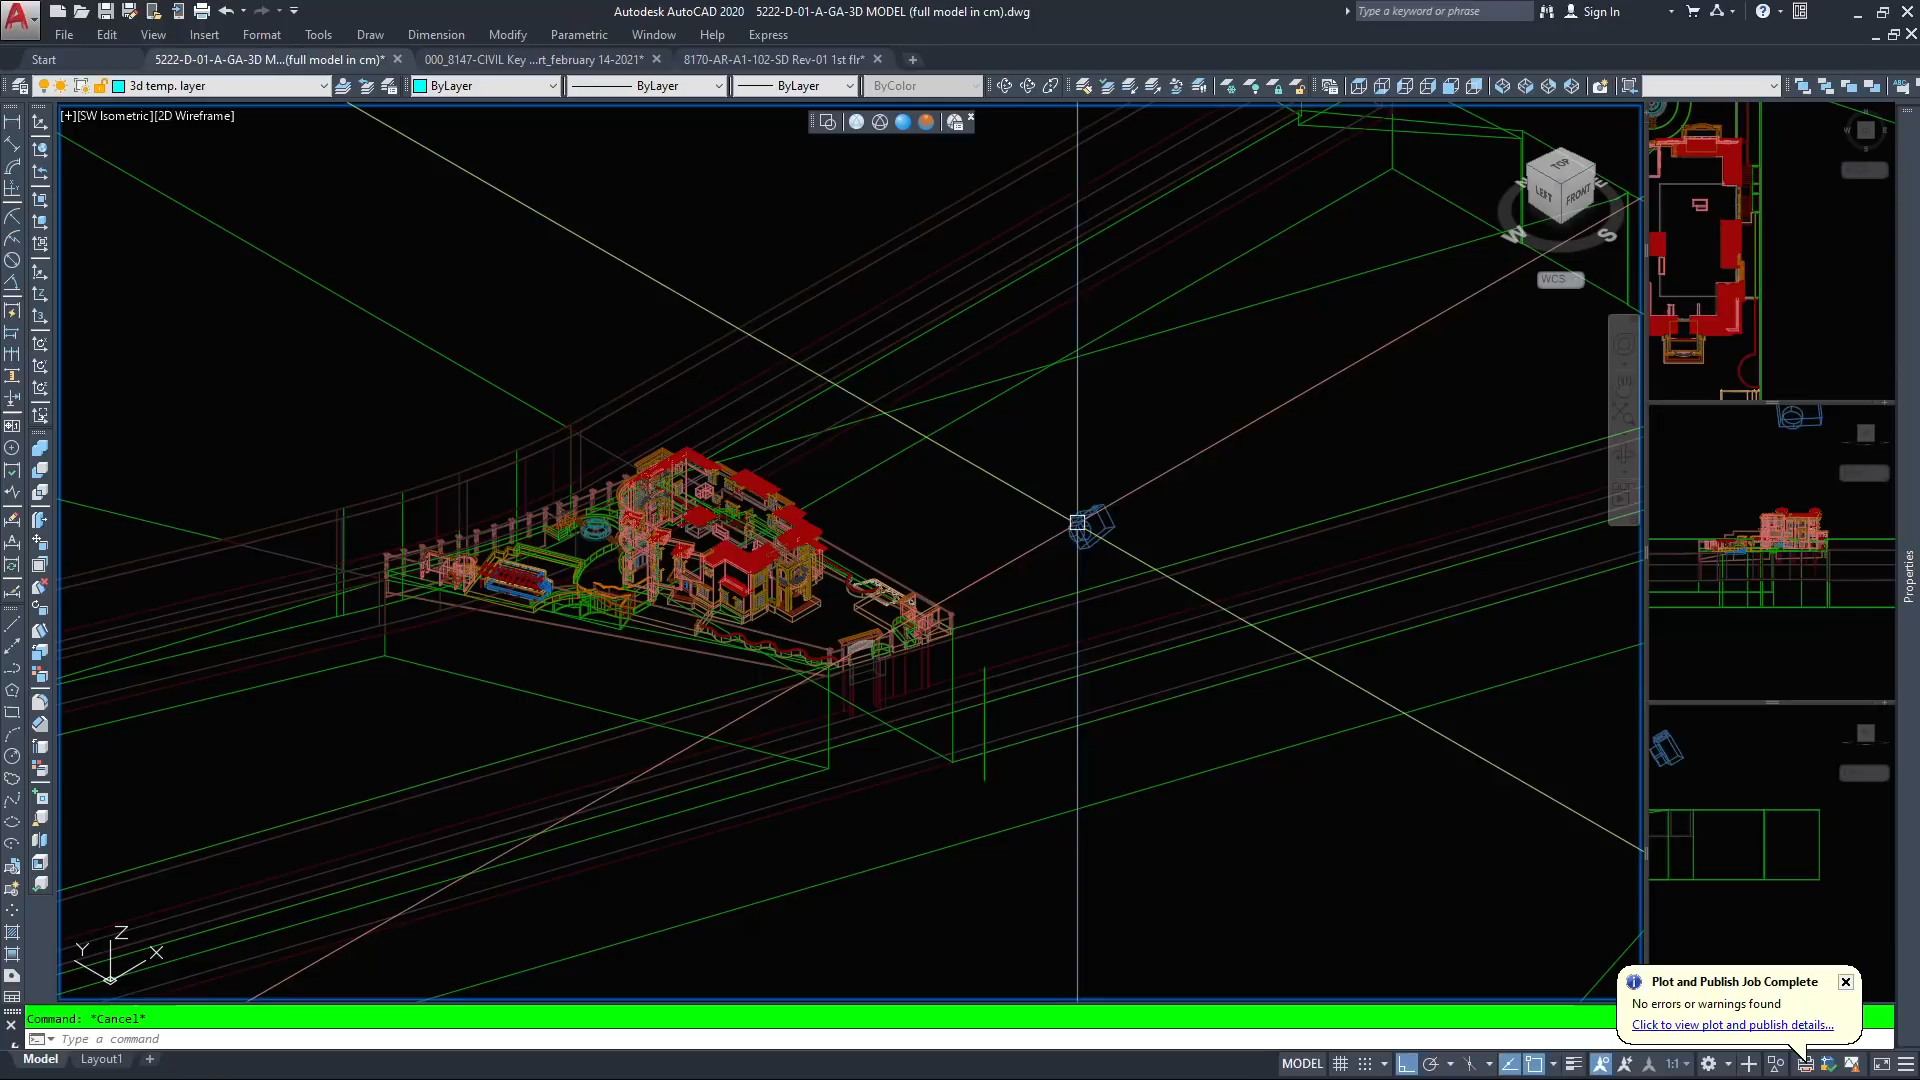 Autodesk AutoCAD 2020 5222-D-01-A-GA-3D MODEL (full model in cm).dwg
Type a keyword or phrase
Sign In
File Edit View Insert Format Tools Draw Dimension Modify Parametric Window Help Express
Start
5222-D-01-A-GA-3D M...(full model in cm)*
000_8147-CIVIL Key ...rt_february 14-2021*
8170-AR-A1-102-SD Rev-01 1st flr*
3d temp. layer
ByLayer
ByLayer
ByLayer
ByColor
[+][SW Isometric][2D Wireframe]
TOP
LEFT
FRONT
W
S
WCS
Properties
Z
Y
X
Plot and Publish Job Complete
No errors or warnings found
Click to view plot and publish details...
Command: *Cancel*
Type a command
Model
Layout1
MODEL
1:1